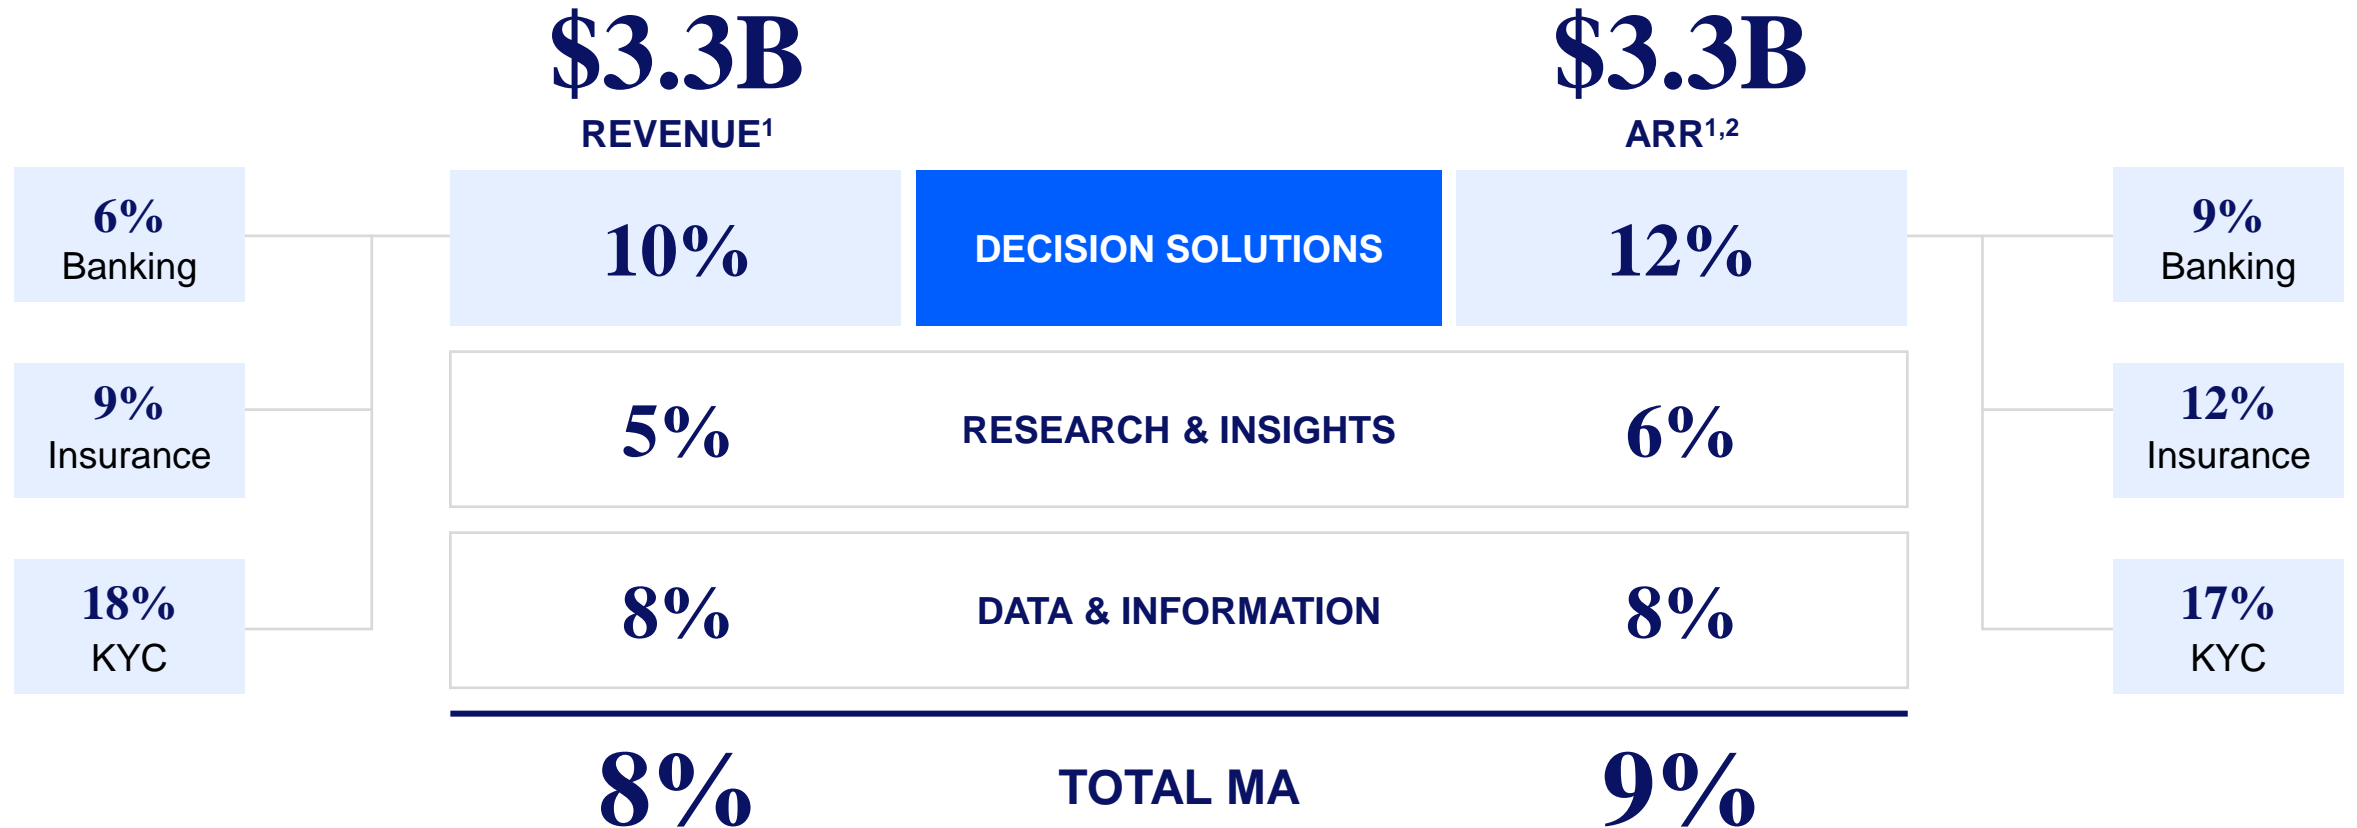 $3.3B
REVENUE¹
$3.3B
ARR¹,²
6%
Banking
9%
Insurance
18%
KYC
10%
DECISION SOLUTIONS
12%
5%
RESEARCH & INSIGHTS
6%
8%
DATA & INFORMATION
8%
8%
TOTAL MA
9%
9%
Banking
12%
Insurance
17%
KYC